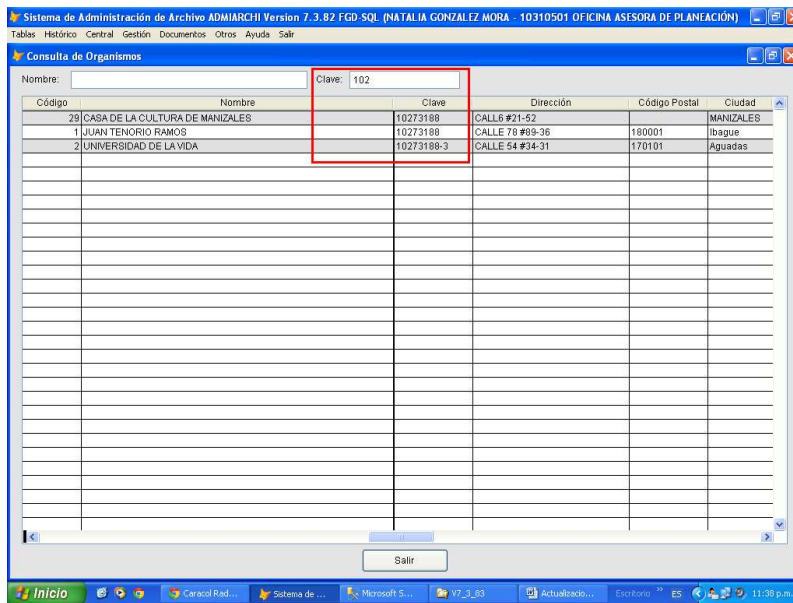 Sistema de Administración de Archivo ADMIARCHI Version 7.3.82 FGD-SQL (NATALIA GONZALEZ MORA - 10310501 OFICINA ASESORA DE PLANEACIÓN)
Tablas Histórico Central Gestión Documentos Otros Ayuda Salir
Consulta de Organismos
Nombre: Clave: 102
Código Nombre Clave Dirección Código Postal Ciudad
29 CASA DE LA CULTURA DE MANIZALES 10273188 CALL6 #21-52 MANIZALES
1 JUAN TENORIO RAMOS 10273188 CALLE 78 #89-36 180001 Ibague
2 UNIVERSIDAD DE LA VIDA 10273188-3 CALLE 54 #34-31 170101 Aguadas
Salir
Inicio Caracol Rad... Sistema de ... Microsoft S... V7_3_83 Actualizacio... Escritorio » ES 11:38 p.m.